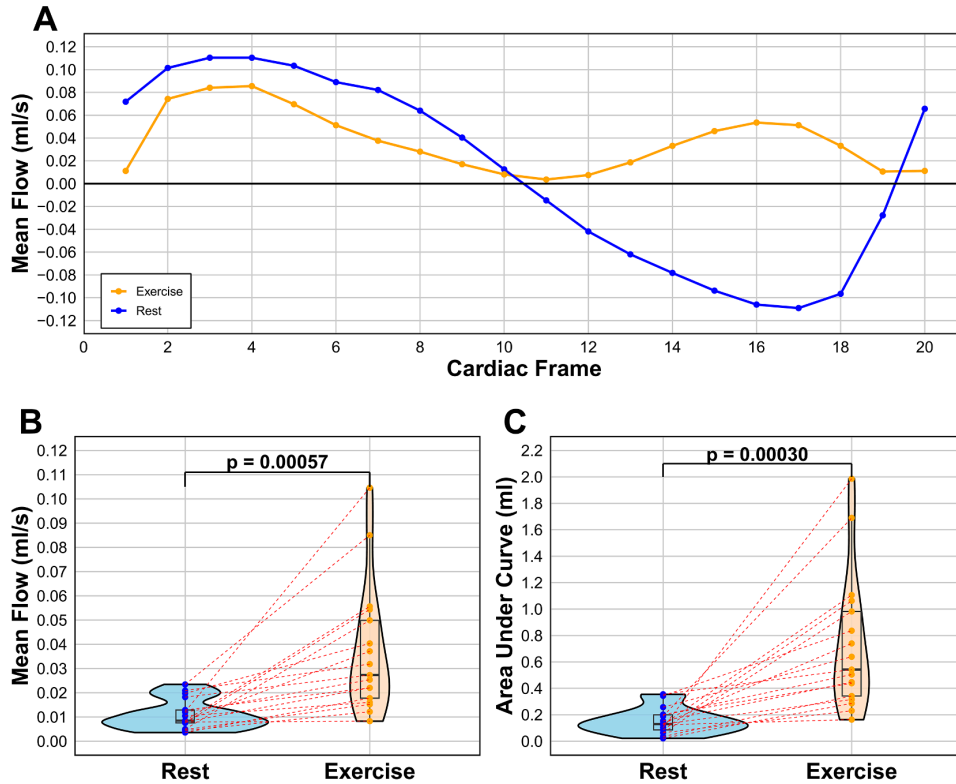 A
Mean Flow (ml/s)
0.12
0.10
0.08
0.06
0.04
0.02
0.00
−0.02
−0.04
−0.06
−0.08
−0.10
−0.12
Exercise
Rest
0 2 4 6 8 10 12 14 16 18 20
Cardiac Frame
B
Mean Flow (ml/s)
0.12
0.11
0.10
0.09
0.08
0.07
0.06
0.05
0.04
0.03
0.02
0.01
0.00
p = 0.00057
Rest Exercise
C
Area Under Curve (ml)
2.2
2.0
1.8
1.6
1.4
1.2
1.0
0.8
0.6
0.4
0.2
0.0
p = 0.00030
Rest Exercise